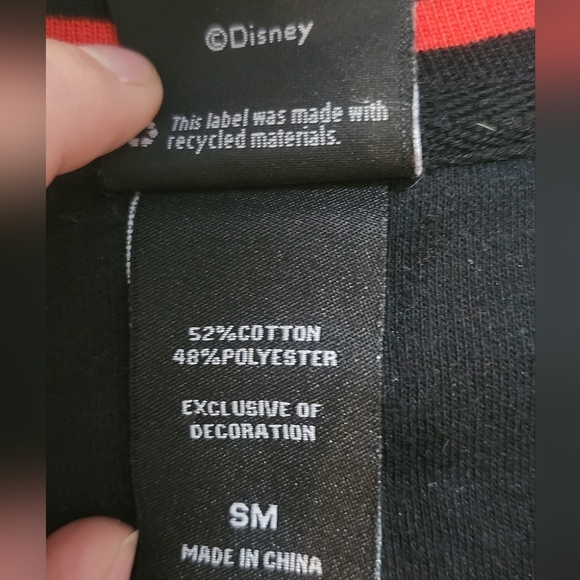 ©Disney
This label was made with
recycled materials.
52%COTTON
48%POLYESTER
EXCLUSIVE OF
DECORATION
SM
MADE IN CHINA